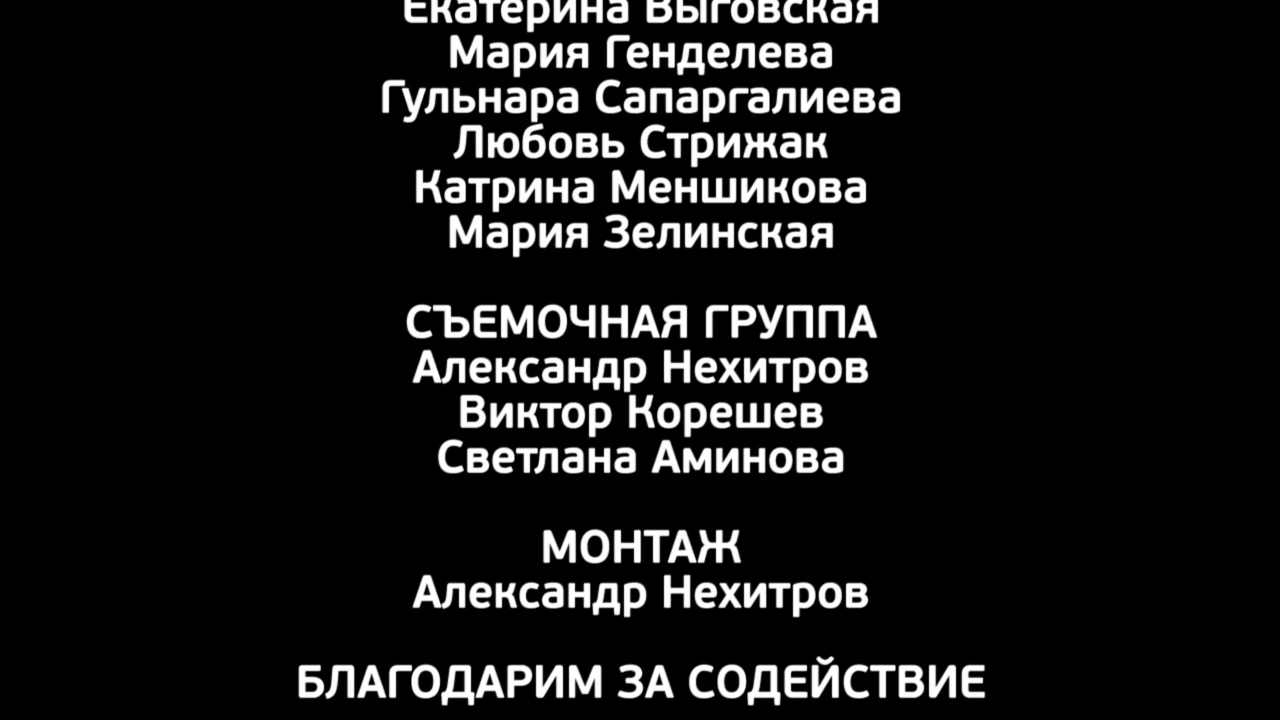 Екатерина Выговская
Мария Генделева
Гульнара Сапаргалиева
Любовь Стрижак
Катрина Меншикова
Мария Зелинская
СЪЕМОЧНАЯ ГРУППА
Александр Нехитров
Виктор Корешев
Светлана Аминова
МОНТАЖ
Александр Нехитров
БЛАГОДАРИМ ЗА СОДЕЙСТВИЕ